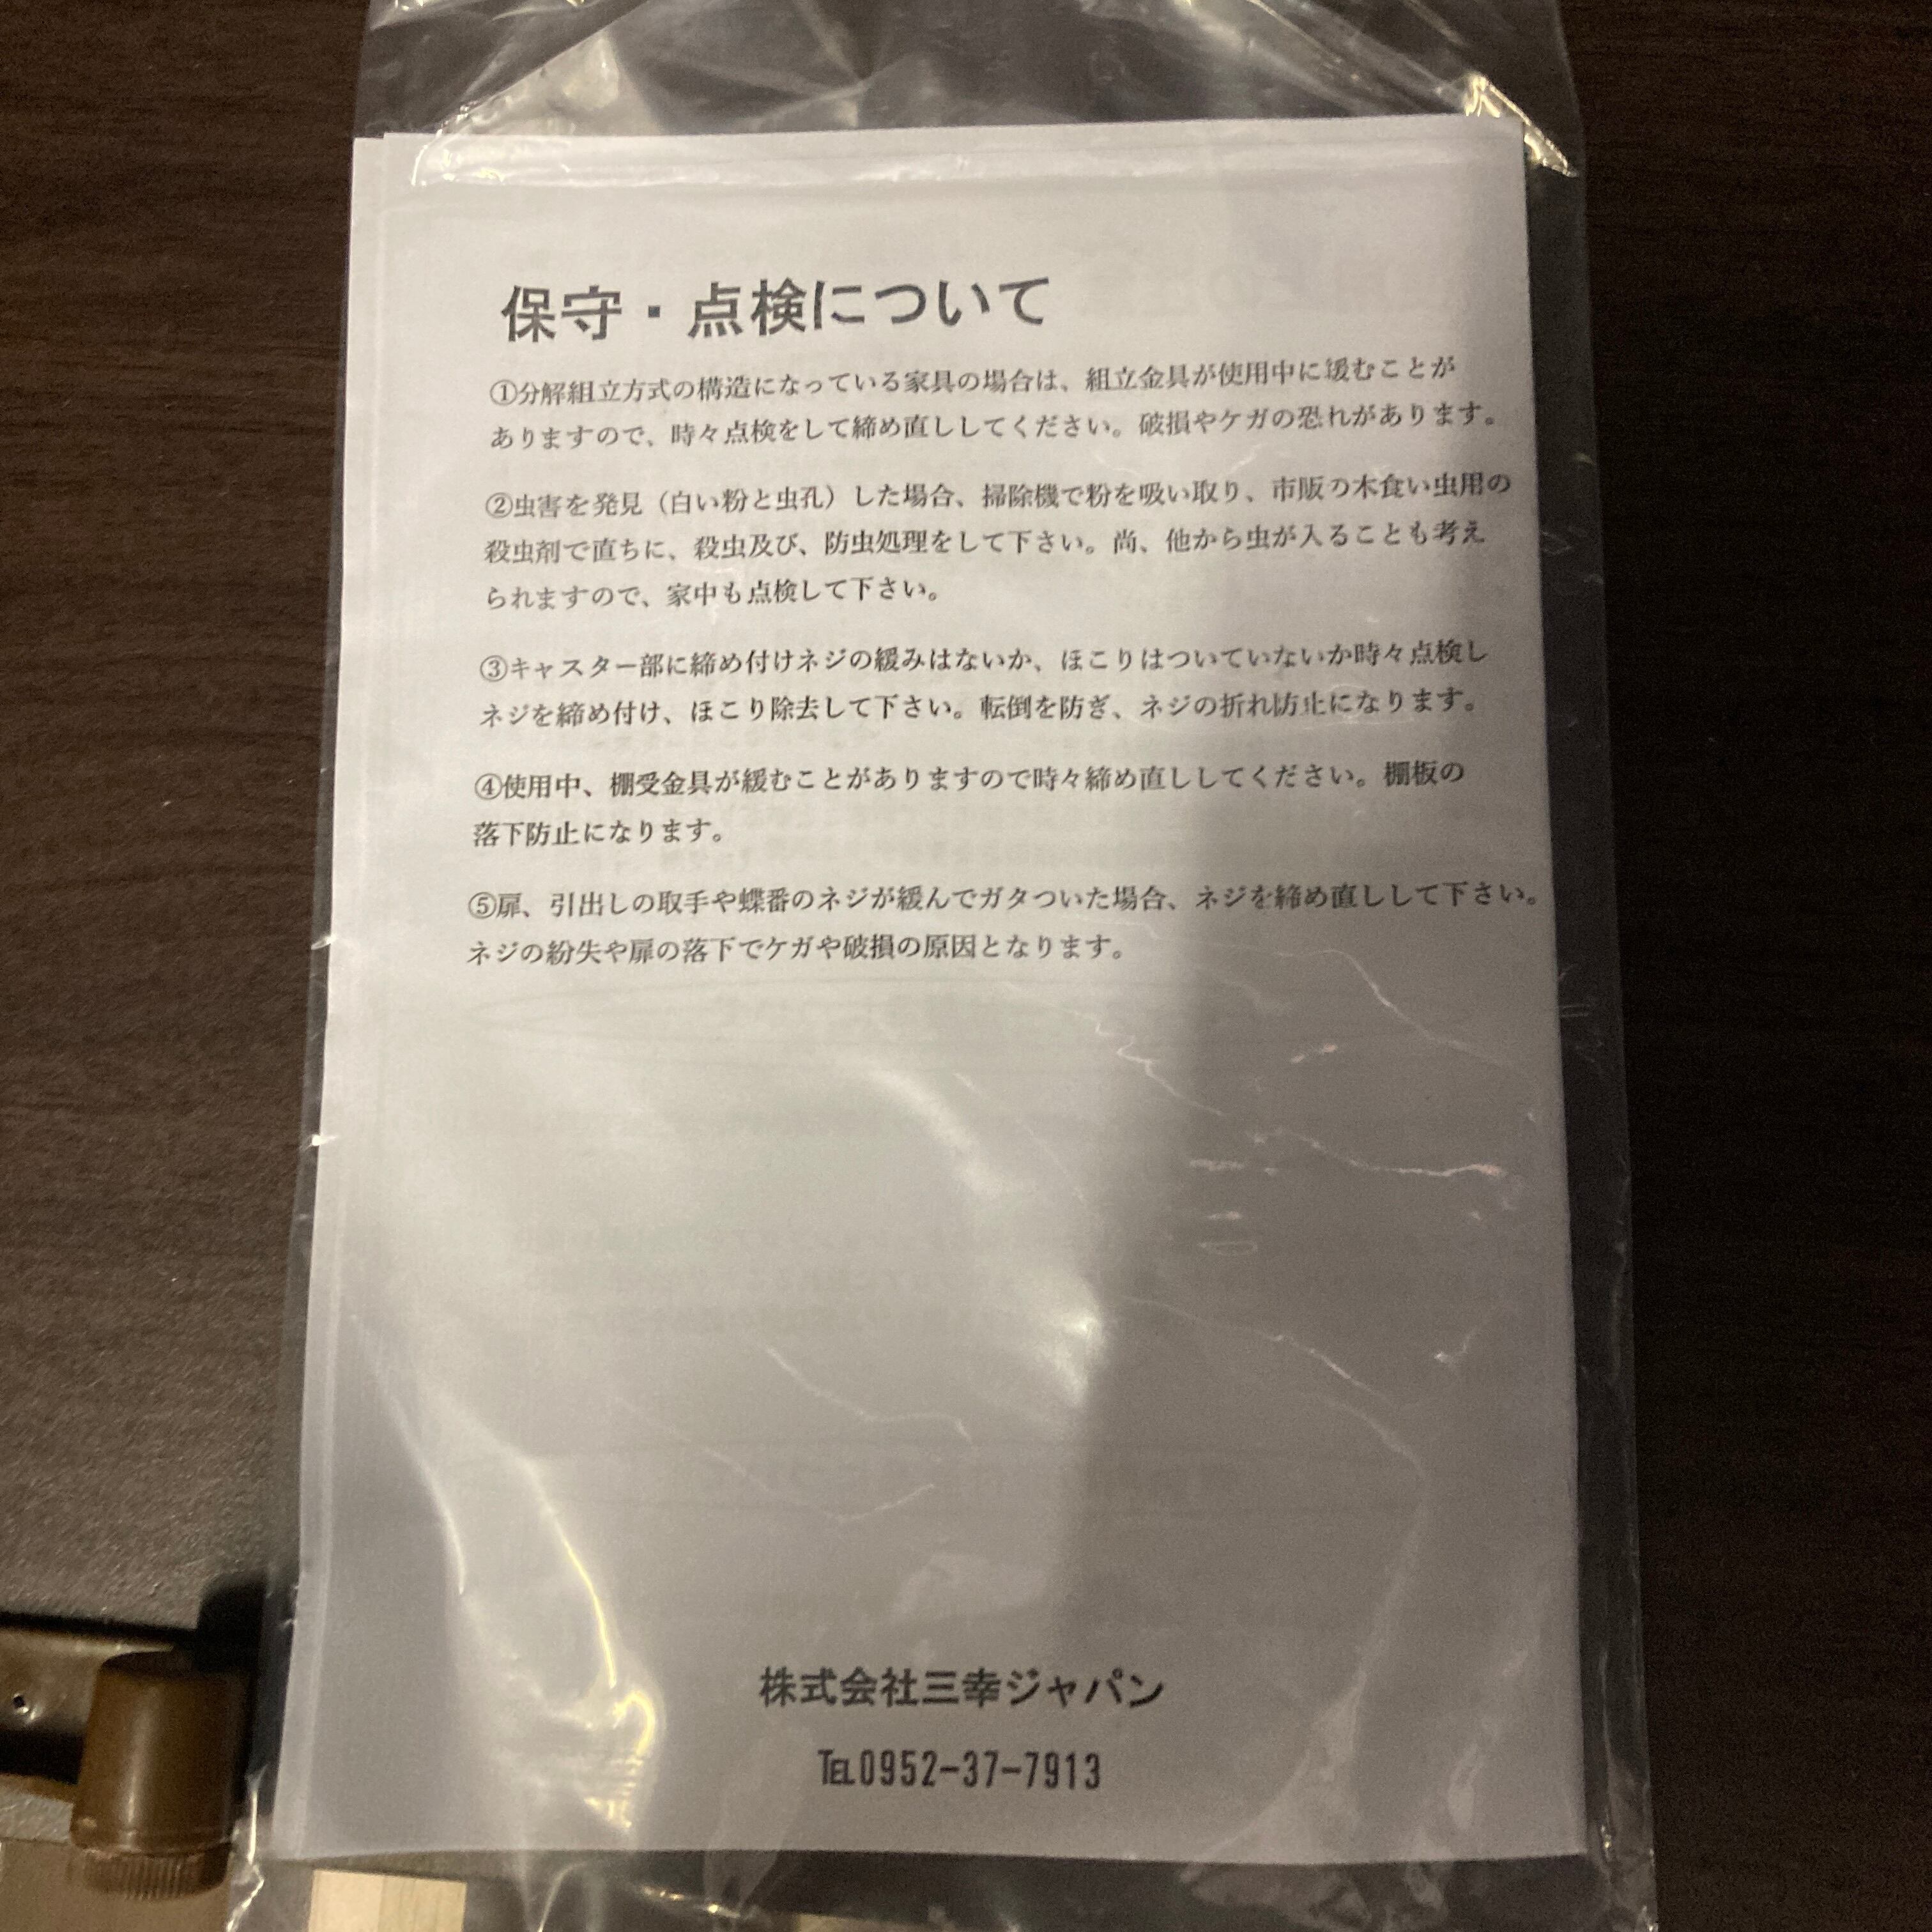 保守・点検について
①分解組立方式の構造になっている家具の場合は、組立金具が使用中に緩むことが
ありますので、時々点検をして締め直ししてください。破損やケガの恐れがあります。
②虫害を発見（白い粉と虫孔）した場合、掃除機で粉を吸い取り、市販の木食い虫用の
殺虫剤で直ちに、殺虫及び、防虫処理をして下さい。尚、他から虫が入ることも考え
られますので、家中も点検して下さい。
③キャスター部に締め付けネジの緩みはないか、ほこりはついていないか時々点検し
ネジを締め付け、ほこり除去して下さい。転倒を防ぎ、ネジの折れ防止になります。
④使用中、棚受金具が緩むことがありますので時々締め直ししてください。棚板の
落下防止になります。
⑤扉、引出しの取手や蝶番のネジが緩んでガタついた場合、ネジを締め直しして下さい。
ネジの紛失や扉の落下でケガや破損の原因となります。
株式会社三幸ジャパン
TEL0952-37-7913